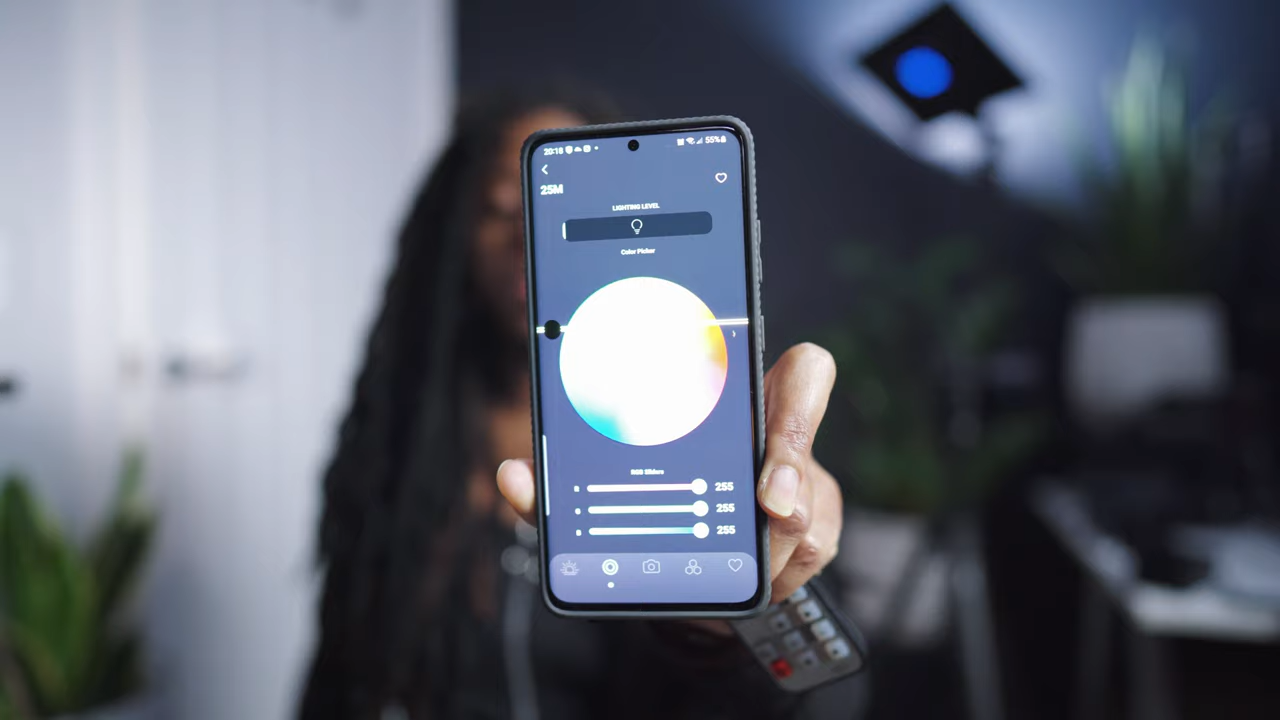 20:18 55%
25M
LIGHTING LEVEL
Color Picker
RGB Sliders
R 255
G 255
B 255